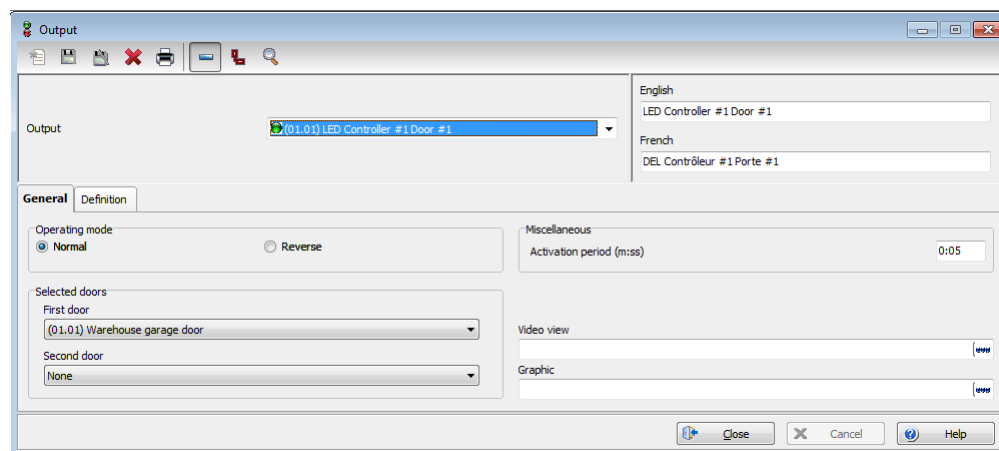 Output
English
LED Controller #1 Door #1
Output
(01.01) LED Controller #1 Door #1
French
DEL Contrôleur #1 Porte #1
General Definition
Operating mode
Normal Reverse
Miscellaneous
Activation period (m:ss) 0:05
Selected doors
First door
(01.01) Warehouse garage door
Second door
None
Video view
Graphic
Close Cancel Help